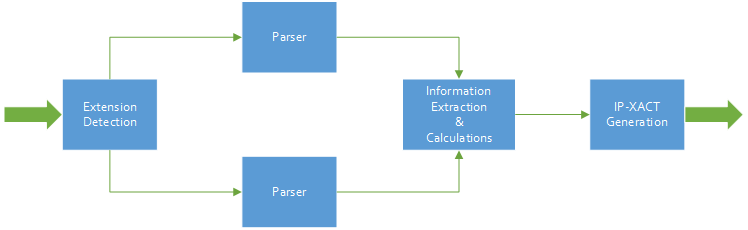 Parser
Extension
Detection
Information
Extraction
&
Calculations
IP-XACT
Generation
Parser